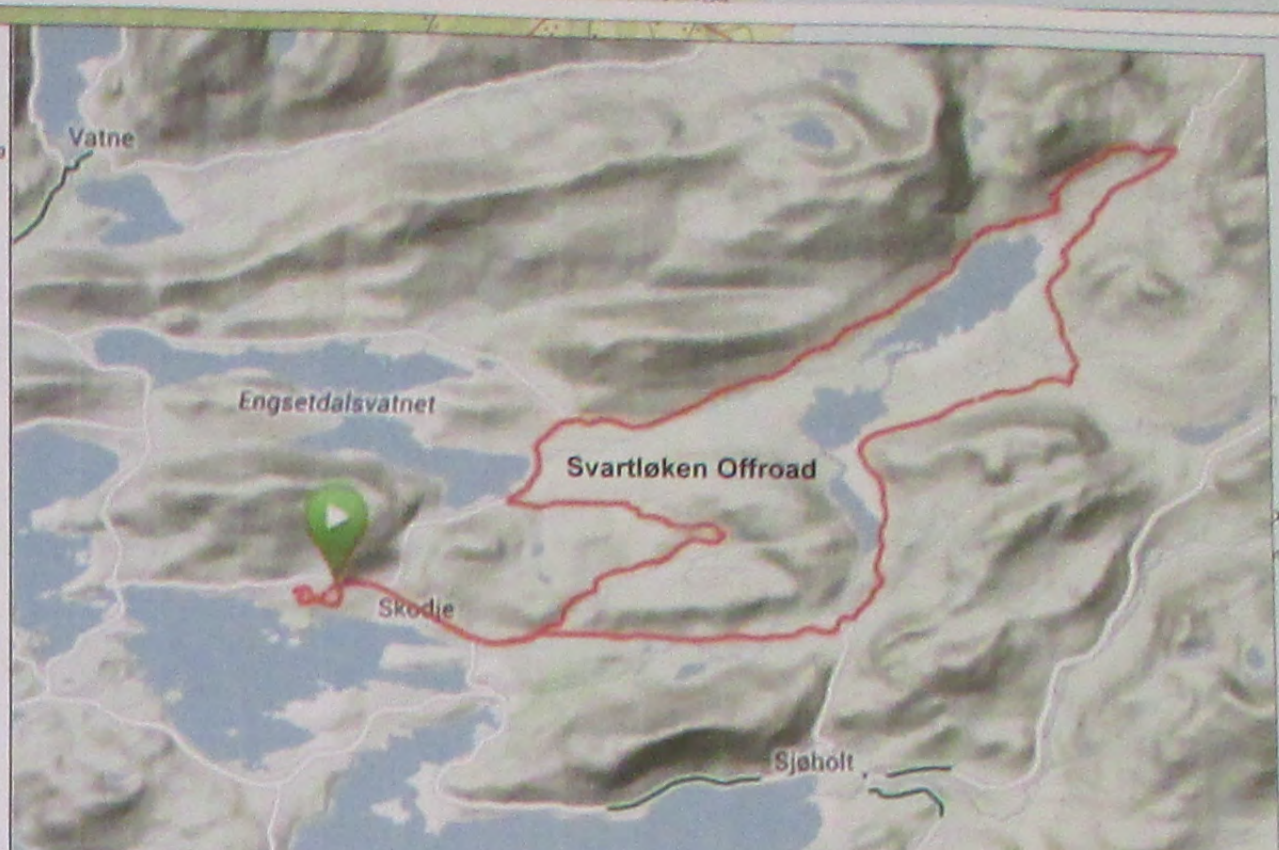 Vatne
Engsetdalsvatnet
Svartløken Offroad
Skodje
Sjøholt